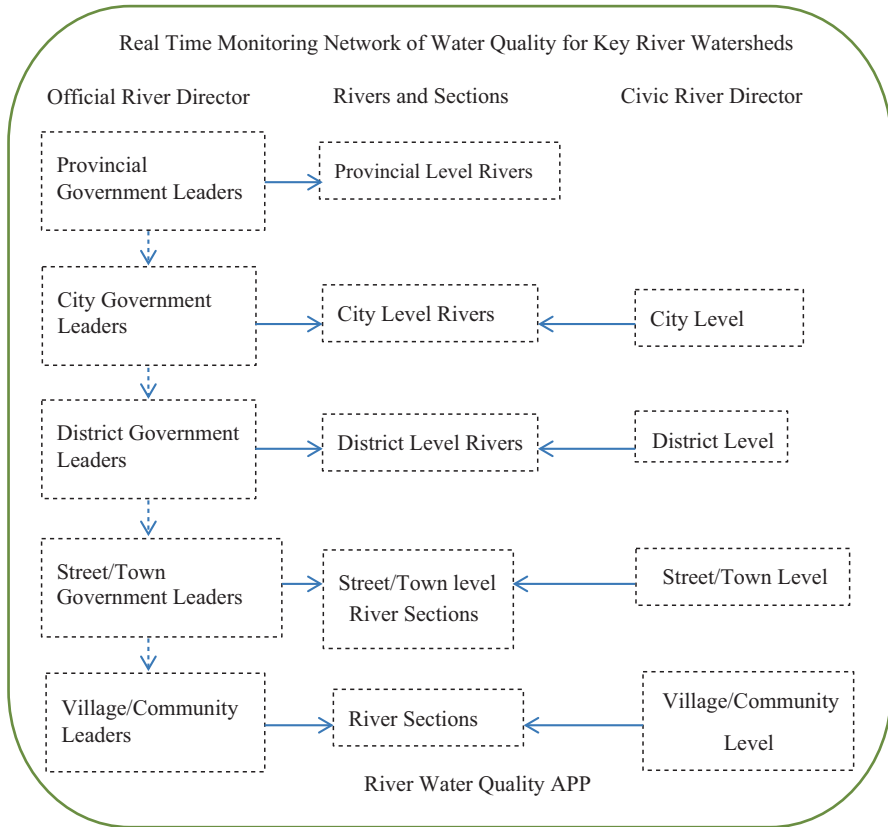 Real Time Monitoring Network of Water Quality for Key River Watersheds
Official River Director
Rivers and Sections
Civic River Director
Provincial
Government Leaders
Provincial Level Rivers
City Government
Leaders
City Level Rivers
City Level
District Government
Leaders
District Level Rivers
District Level
Street/Town
Government Leaders
Street/Town level
River Sections
Street/Town Level
Village/Community
Leaders
River Sections
Village/Community
Level
River Water Quality APP